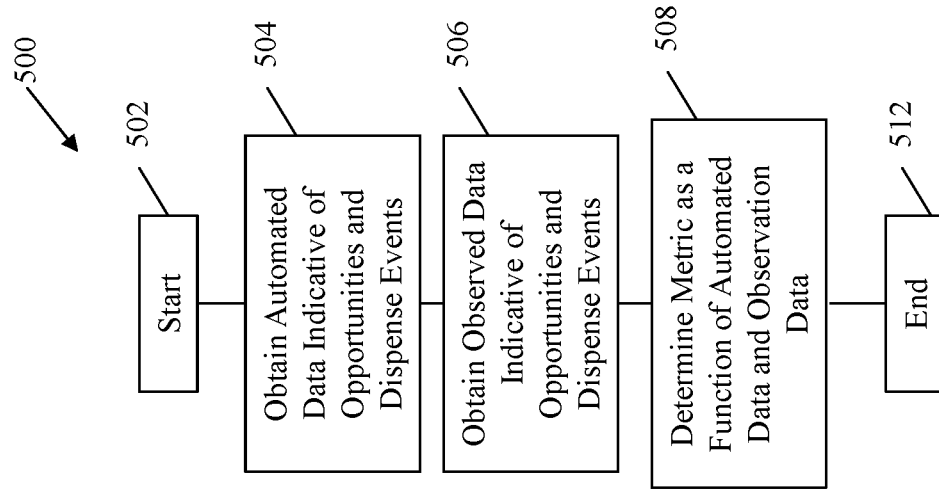 500
502
Start
504
Obtain Automated
Data Indicative of
Opportunities and
Dispense Events
506
Obtain Observed Data
Indicative of
Opportunities and
Dispense Events
508
Determine Metric as a
Function of Automated
Data and Observation
Data
512
End